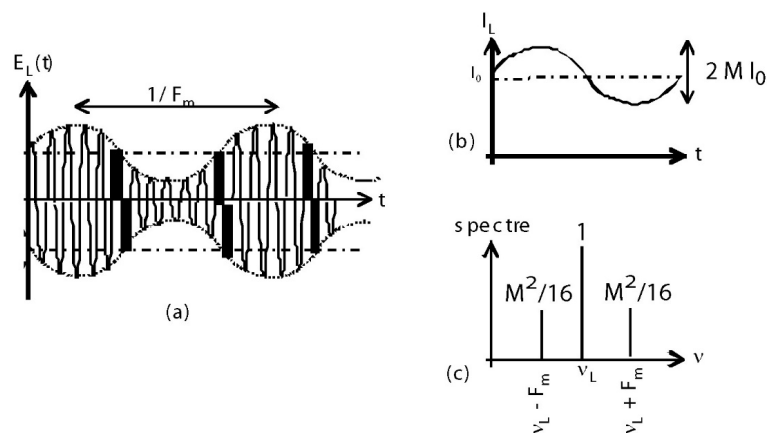 E_L(t)
1/ F_m
t
(a)
I_L
I_0
2 M I_0
(b)
t
spectre
1
M^2/16
M^2/16
(c)
ν_L
ν
ν_L - F_m
ν_L + F_m